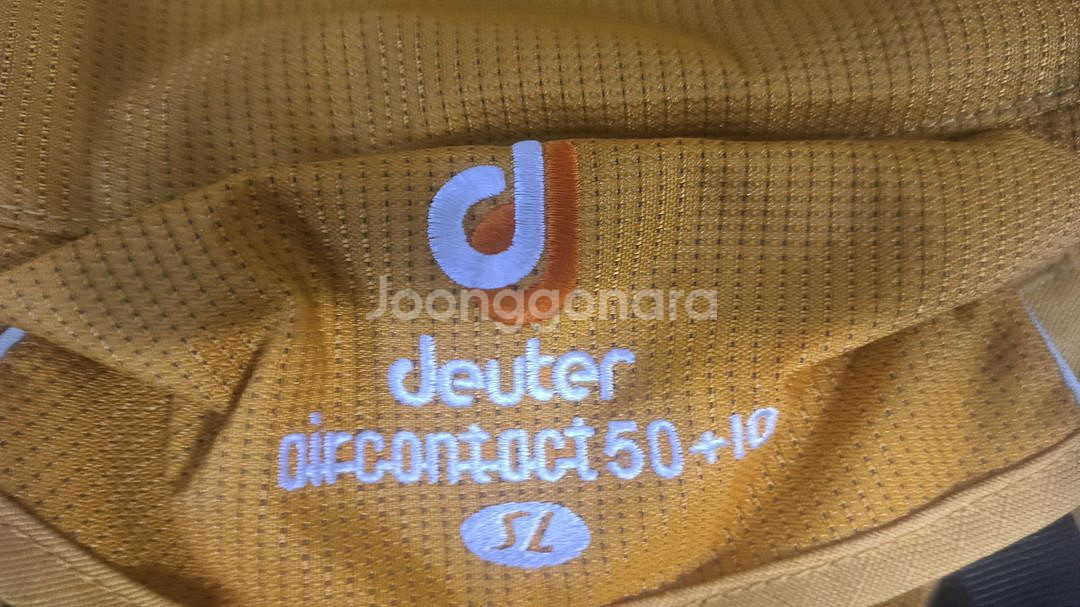 Joonggonara
deuter
aircontact 50+10
SL